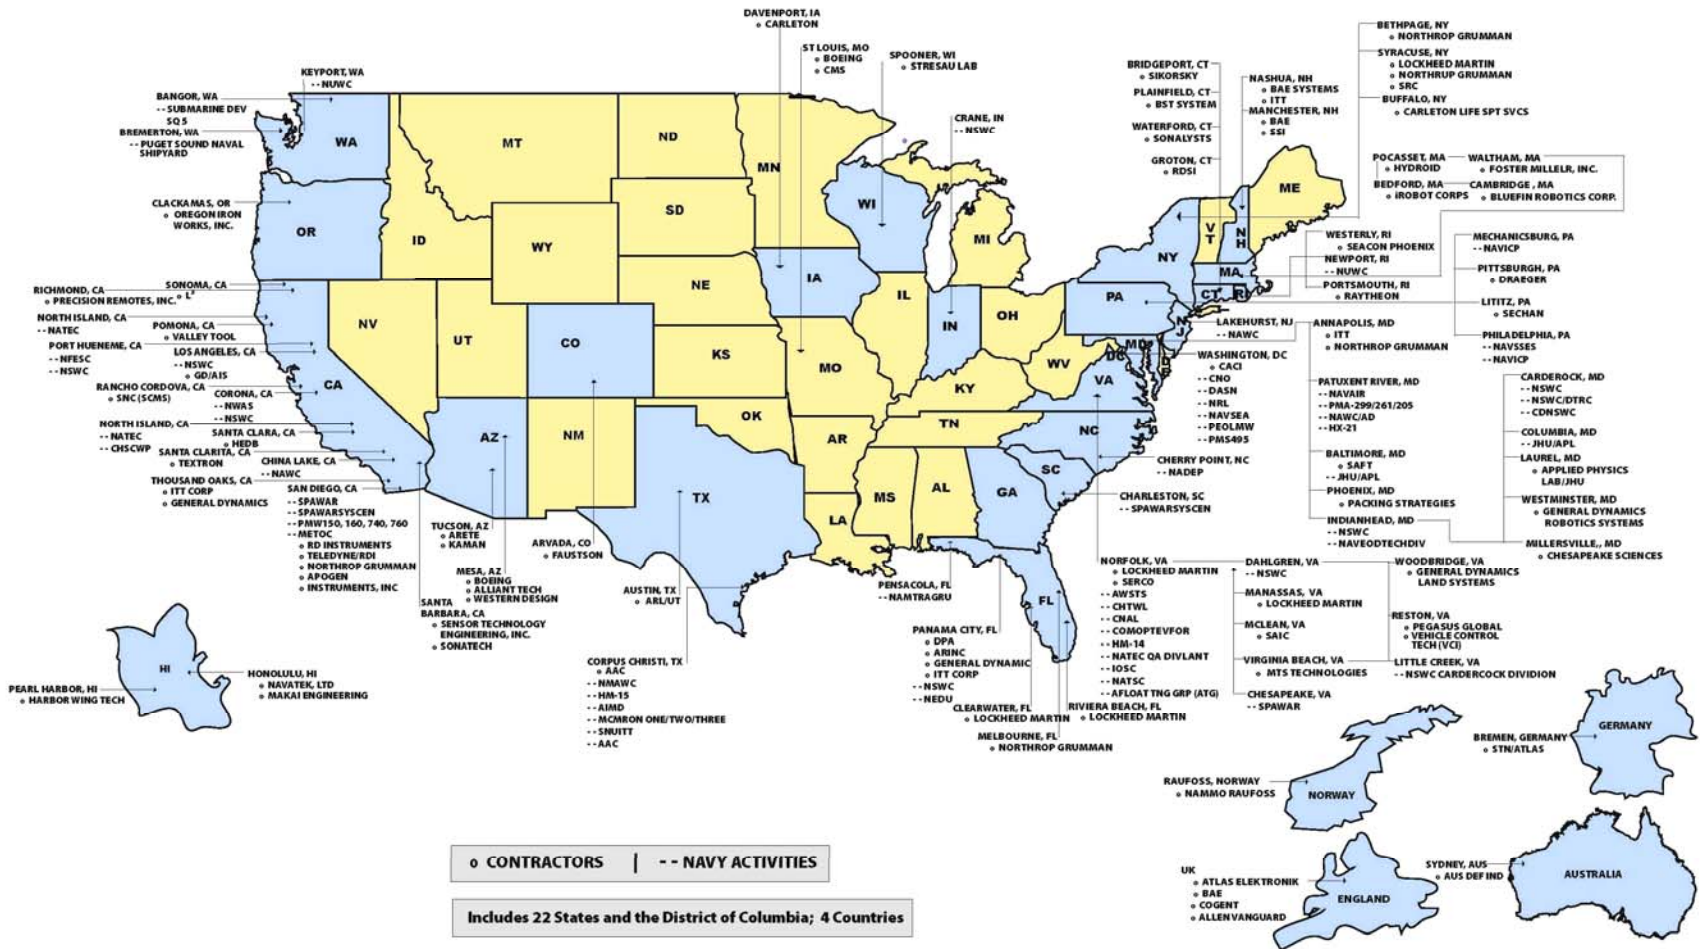 DAVENPORT, IA
o CARLETON
ST LOUIS, MO
o BOEING
o CMS
SPOONER, WI
o STRESAU LAB
CRANE, IN
-- NSWC
KEYPORT, WA
-- NUWC
BANGOR, WA
-- SUBMARINE DEV
SQ 5
BREMERTON, WA
-- PUGET SOUND NAVAL
SHIPYARD
CLACKAMAS, OR
o OREGON IRON
WORKS, INC.
SONOMA, CA
o L³
RICHMOND, CA
o PRECISION REMOTES, INC.
NORTH ISLAND, CA
-- NATEC
POMONA, CA
o VALLEY TOOL
PORT HUENEME, CA
-- NFESC
-- NSWC
LOS ANGELES, CA
-- NSWC
o GD/AIS
RANCHO CORDOVA, CA
o SNC (SCMS)
CORONA, CA
-- NWAS
-- NSWC
NORTH ISLAND, CA
-- NATEC
-- CHSCWP
SANTA CLARA, CA
o HEDB
SANTA CLARITA, CA
o TEXTRON
CHINA LAKE, CA
-- NAWC
THOUSAND OAKS, CA
o ITT CORP
o GENERAL DYNAMICS
SAN DIEGO, CA
-- SPAWAR
-- SPAWARSYSCEN
-- PMW150, 160, 740, 760
-- METOC
o RD INSTRUMENTS
o TELEDYNE/RDI
o NORTHROP GRUMMAN
o APOGEN
o INSTRUMENTS, INC
SANTA
BARBARA, CA
o SENSOR TECHNOLOGY
ENGINEERING, INC.
o SONATECH
TUCSON, AZ
o ARETE
o KAMAN
MESA, AZ
o BOEING
o ALLIANT TECH
o WESTERN DESIGN
ARVADA, CO
o FAUSTSON
AUSTIN, TX
o ARL/UT
CORPUS CHRISTI, TX
o AAC
-- NMAWC
-- HM-15
-- AIMD
-- MCMRON ONE/TWO/THREE
-- SNUITT
-- AAC
HONOLULU, HI
o NAVATEK, LTD
o MAKAI ENGINEERING
PEARL HARBOR, HI
o HARBOR WING TECH
HI
WA
OR
CA
ID
NV
MT
WY
UT
AZ
CO
NM
ND
SD
NE
KS
OK
TX
MN
IA
MO
AR
LA
WI
IL
MI
IN
OH
KY
TN
MS
AL
GA
FL
SC
NC
VA
WV
PA
NY
VT
NH
ME
MA
CT
RI
NJ
MD
DC
DE
BRIDGEPORT, CT
o SIKORSKY
PLAINFIELD, CT
o BST SYSTEM
WATERFORD, CT
o SONALYSTS
GROTON, CT
o RDSI
NASHUA, NH
o BAE SYSTEMS
o ITT
MANCHESTER, NH
o BAE
o SSI
BETHPAGE, NY
o NORTHROP GRUMMAN
SYRACUSE, NY
o LOCKHEED MARTIN
o NORTHRUP GRUMMAN
o SRC
BUFFALO, NY
o CARLETON LIFE SPT SVCS
POCASSET, MA
o HYDROID
WALTHAM, MA
o FOSTER MILLELR, INC.
BEDFORD, MA
o iROBOT CORPS
CAMBRIDGE , MA
o BLUEFIN ROBOTICS CORP.
WESTERLY, RI
o SEACON PHOENIX
NEWPORT, RI
-- NUWC
PORTSMOUTH, RI
o RAYTHEON
MECHANICSBURG, PA
-- NAVICP
PITTSBURGH, PA
o DRAEGER
LITITZ, PA
o SECHAN
PHILADELPHIA, PA
-- NAVSSES
-- NAVICP
LAKEHURST, NJ
-- NAWC
ANNAPOLIS, MD
o ITT
o NORTHROP GRUMMAN
WASHINGTON, DC
o CACI
-- CNO
-- DASN
-- NRL
-- NAVSEA
-- PEOLMW
-- PMS495
PATUXENT RIVER, MD
-- NAVAIR
-- PMA-299/261/205
-- NAWC/AD
-- HX-21
BALTIMORE, MD
o SAFT
-- JHU/APL
PHOENIX, MD
o PACKING STRATEGIES
INDIANHEAD, MD
-- NSWC
-- NAVEODTECHDIV
CARDEROCK, MD
-- NSWC
-- NSWC/DTRC
-- CDNSWC
COLUMBIA, MD
-- JHU/APL
LAUREL, MD
o APPLIED PHYSICS
LAB/JHU
WESTMINSTER, MD
o GENERAL DYNAMICS
ROBOTICS SYSTEMS
MILLERSVILLE,, MD
o CHESAPEAKE SCIENCES
CHERRY POINT, NC
-- NADEP
CHARLESTON, SC
-- SPAWARSYSCEN
PENSACOLA, FL
-- NAMTRAGRU
PANAMA CITY, FL
o DPA
o ARINC
o GENERAL DYNAMIC
o ITT CORP
-- NSWC
-- NEDU
CLEARWATER, FL
o LOCKHEED MARTIN
RIVIERA BEACH, FL
o LOCKHEED MARTIN
MELBOURNE, FL
o NORTHROP GRUMMAN
NORFOLK, VA
o LOCKHEED MARTIN
o SERCO
-- AWSTS
-- CHTWL
-- CNAL
-- COMOPTEVFOR
-- HM-14
-- NATEC QA DIVLANT
-- IOSC
-- NATSC
-- AFLOAT TNG GRP (ATG)
DAHLGREN, VA
-- NSWC
MANASSAS, VA
o LOCKHEED MARTIN
MCLEAN, VA
o SAIC
VIRGINIA BEACH, VA
o MTS TECHNOLOGIES
CHESAPEAKE, VA
-- SPAWAR
WOODBRIDGE, VA
o GENERAL DYNAMICS
LAND SYSTEMS
RESTON, VA
o PEGASUS GLOBAL
o VEHICLE CONTROL
TECH (VCI)
LITTLE CREEK, VA
-- NSWC CARDERCOCK DIVIDION
BREMEN, GERMANY
o STN/ATLAS
GERMANY
RAUFOSS, NORWAY
o NAMMO RAUFOSS
NORWAY
UK
o ATLAS ELEKTRONIK
o BAE
o COGENT
o ALLEN VANGUARD
ENGLAND
SYDNEY, AUS
o AUS DEF IND
AUSTRALIA
o CONTRACTORS | -- NAVY ACTIVITIES
Includes 22 States and the District of Columbia; 4 Countries